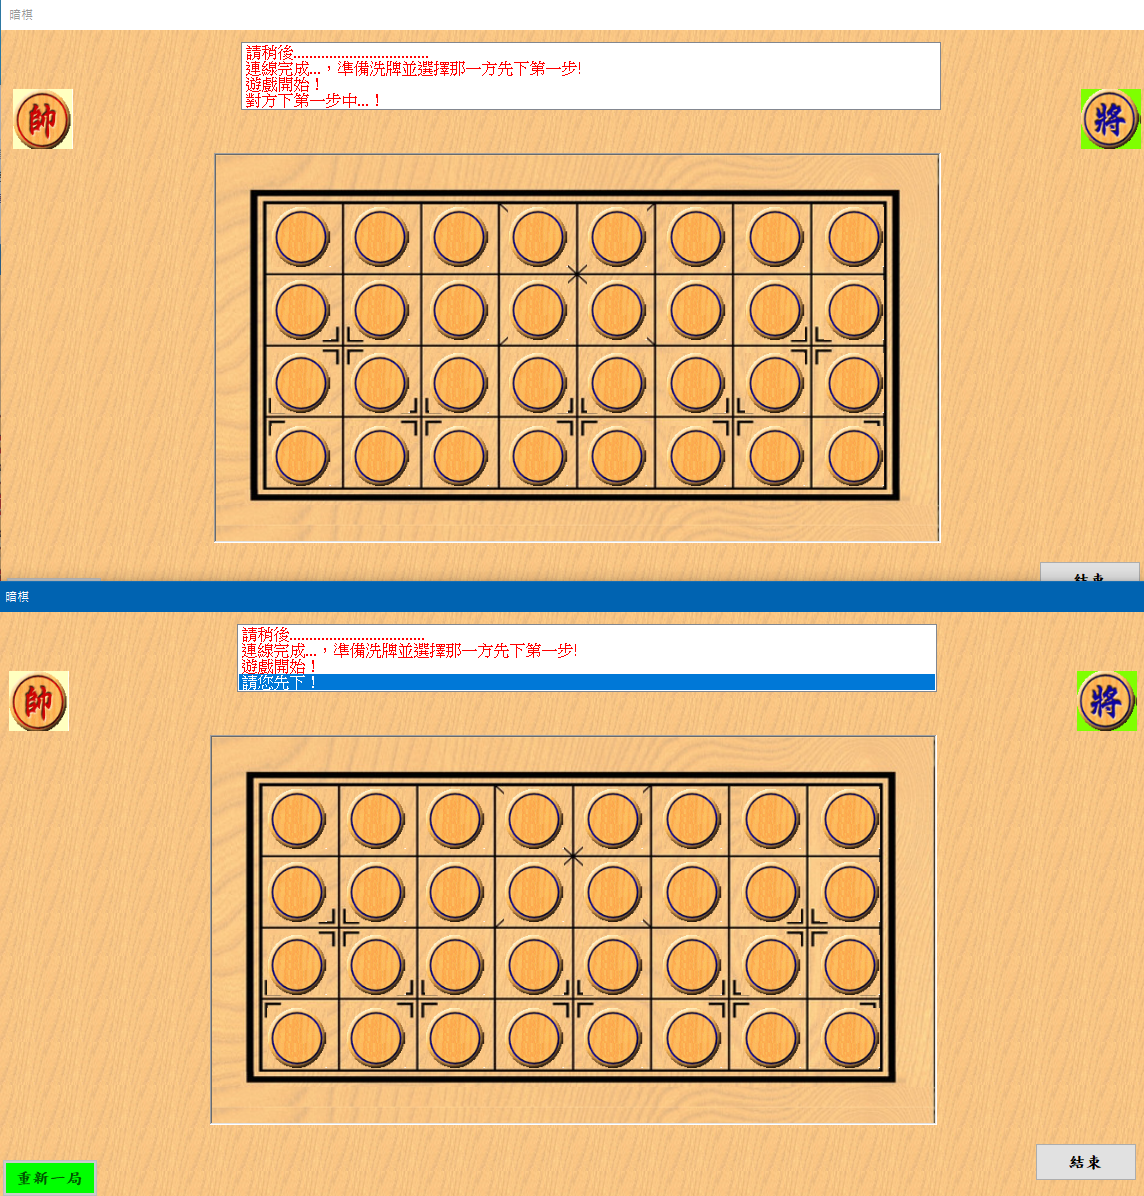 暗棋
請稍後..................................
連線完成...，準備洗牌並選擇那一方先下第一步!
遊戲開始！
對方下第一步中...！
帥
將
結束
暗棋
請稍後..................................
連線完成...，準備洗牌並選擇那一方先下第一步!
遊戲開始！
請您先下！
帥
將
結束
重新一局